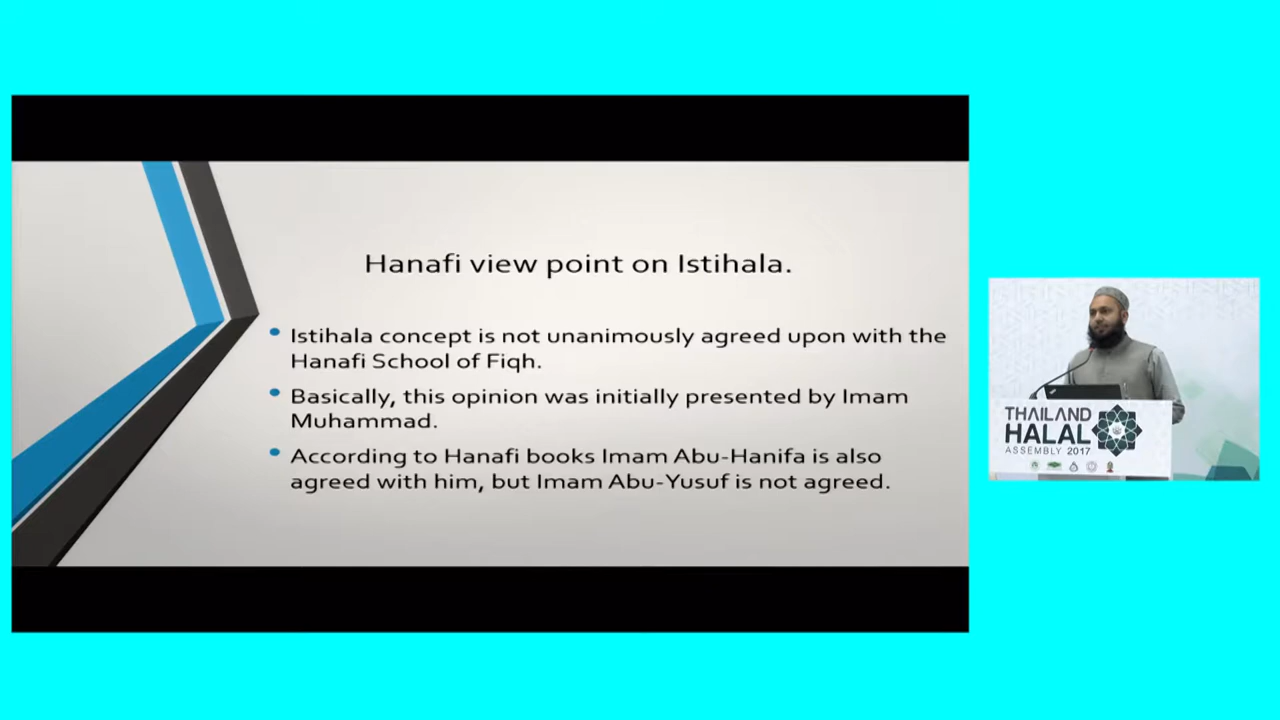 Hanafi view point on Istihala.
Istihala concept is not unanimously agreed upon with the
Hanafi School of Fiqh.
Basically, this opinion was initially presented by Imam
Muhammad.
According to Hanafi books Imam Abu-Hanifa is also
agreed with him, but Imam Abu-Yusuf is not agreed.
THAILAND
HALAL
ASSEMBLY 2017